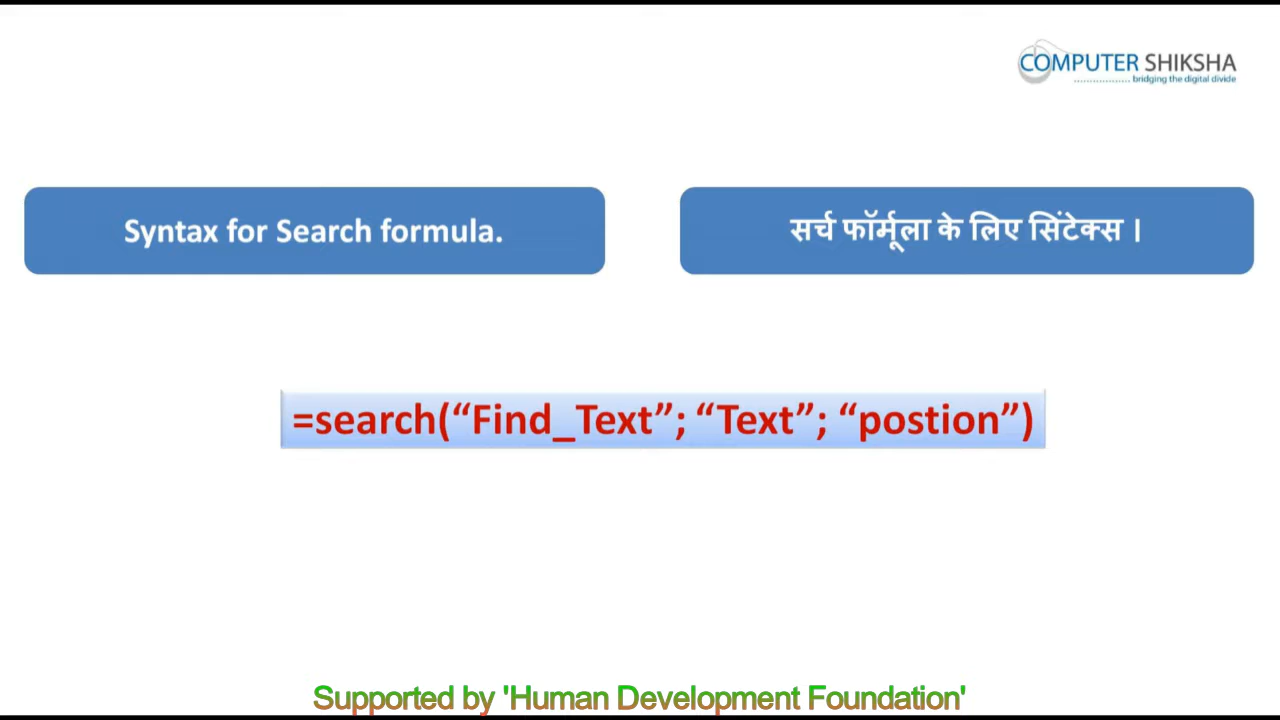 COMPUTER SHIKSHA
bridging the digital divide
Syntax for Search formula.
सर्च फॉर्मूला के लिए सिंटेक्स ।
=search(“Find_Text”; “Text”; “postion”)
Supported by 'Human Development Foundation'